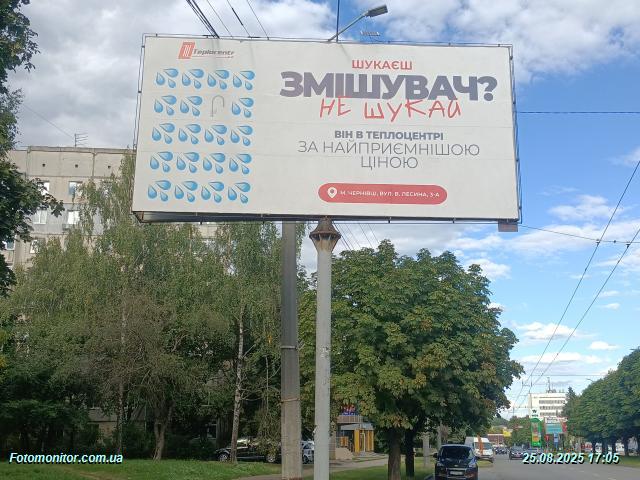 Teplocentr
ШУКАЄШ
ЗМІШУВАЧ?
НЕ ШУКАЙ
ВІН В ТЕПЛОЦЕНТРІ
ЗА НАЙПРИЄМНІШОЮ
ЦІНОЮ
М. ЧЕРНІВЦІ, ВУЛ. В. ЛЕСИНА, 3-А
Fotomonitor.com.ua
25.08.2025 17:05